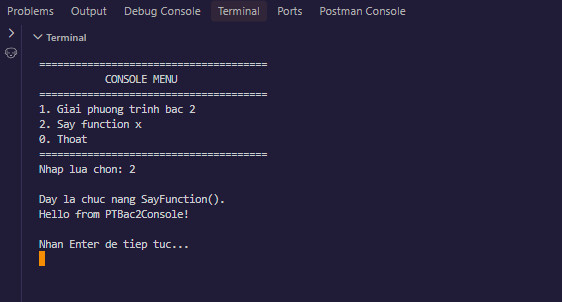 Problems Output Debug Console Terminal Ports Postman Console
Terminal
======================================
CONSOLE MENU
======================================
1. Giai phuong trinh bac 2
2. Say function x
0. Thoat
======================================
Nhap lua chon: 2
Day la chuc nang SayFunction().
Hello from PTBac2Console!
Nhan Enter de tiep tuc...